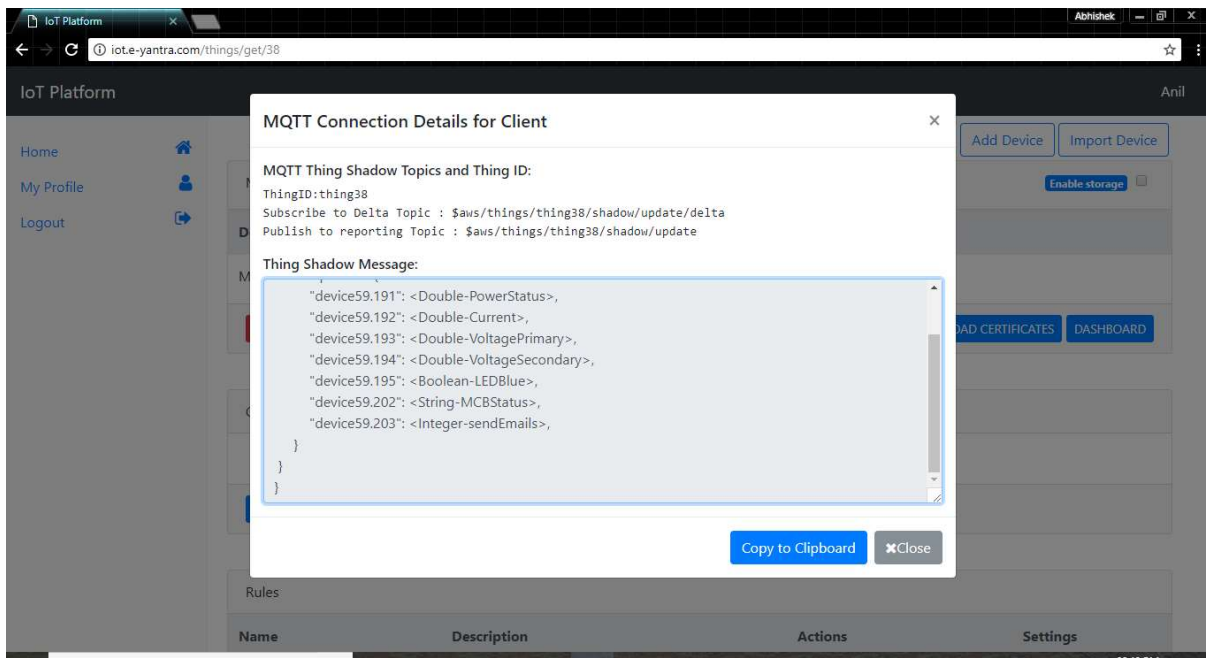 IoT Platform
Abhishek
iot.e-yantra.com/things/get/38
IoT Platform
Anil
Home
My Profile
Logout
Add Device
Import Device
Enable storage
MQTT Connection Details for Client
MQTT Thing Shadow Topics and Thing ID:
ThingID:thing38
Subscribe to Delta Topic : $aws/things/thing38/shadow/update/delta
Publish to reporting Topic : $aws/things/thing38/shadow/update
Thing Shadow Message:
"device59.191": <Double-PowerStatus>,
"device59.192": <Double-Current>,
"device59.193": <Double-VoltagePrimary>,
"device59.194": <Double-VoltageSecondary>,
"device59.195": <Boolean-LEDBlue>,
"device59.202": <String-MCBStatus>,
"device59.203": <Integer-sendEmails>,
}
}
}
CERTIFICATES
DASHBOARD
Copy to Clipboard
✖Close
Rules
Name Description Actions Settings